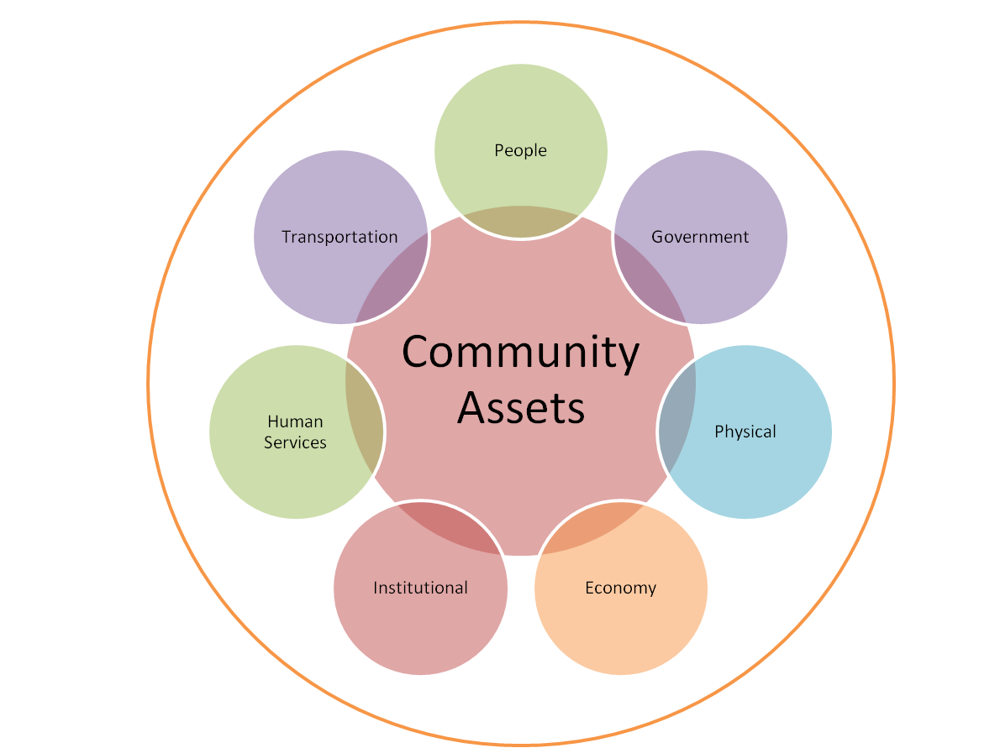 People
Transportation
Government
Community
Assets
Human
Services
Physical
Institutional
Economy